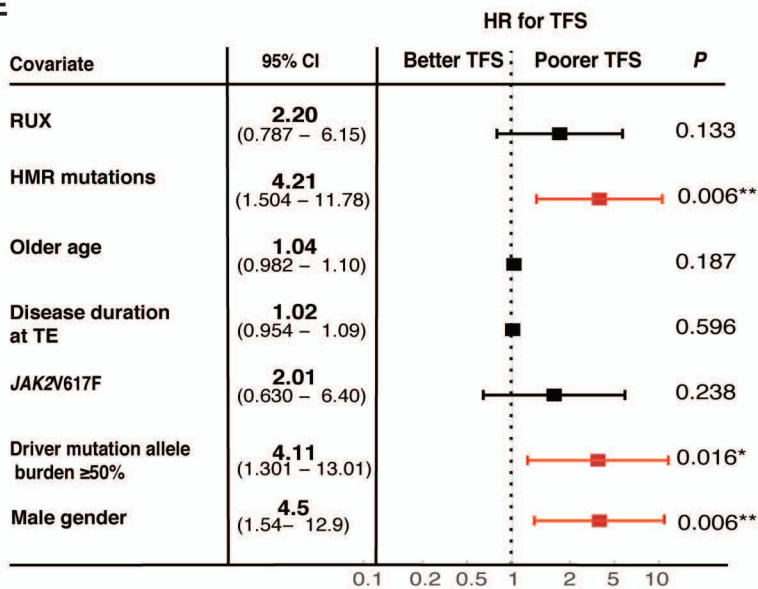 E
HR for TFS
Covariate 95% CI Better TFS Poorer TFS P
RUX 2.20 0.133
(0.787 – 6.15)
HMR mutations 4.21 0.006**
(1.504 – 11.78)
Older age 1.04 0.187
(0.982 – 1.10)
Disease duration 1.02 0.596
at TE (0.954 – 1.09)
JAK2V617F 2.01 0.238
(0.630 – 6.40)
Driver mutation allele 4.11 0.016*
burden ≥50% (1.301 – 13.01)
Male gender 4.5 0.006**
(1.54– 12.9)
0.1 0.2 0.5 1 2 5 10